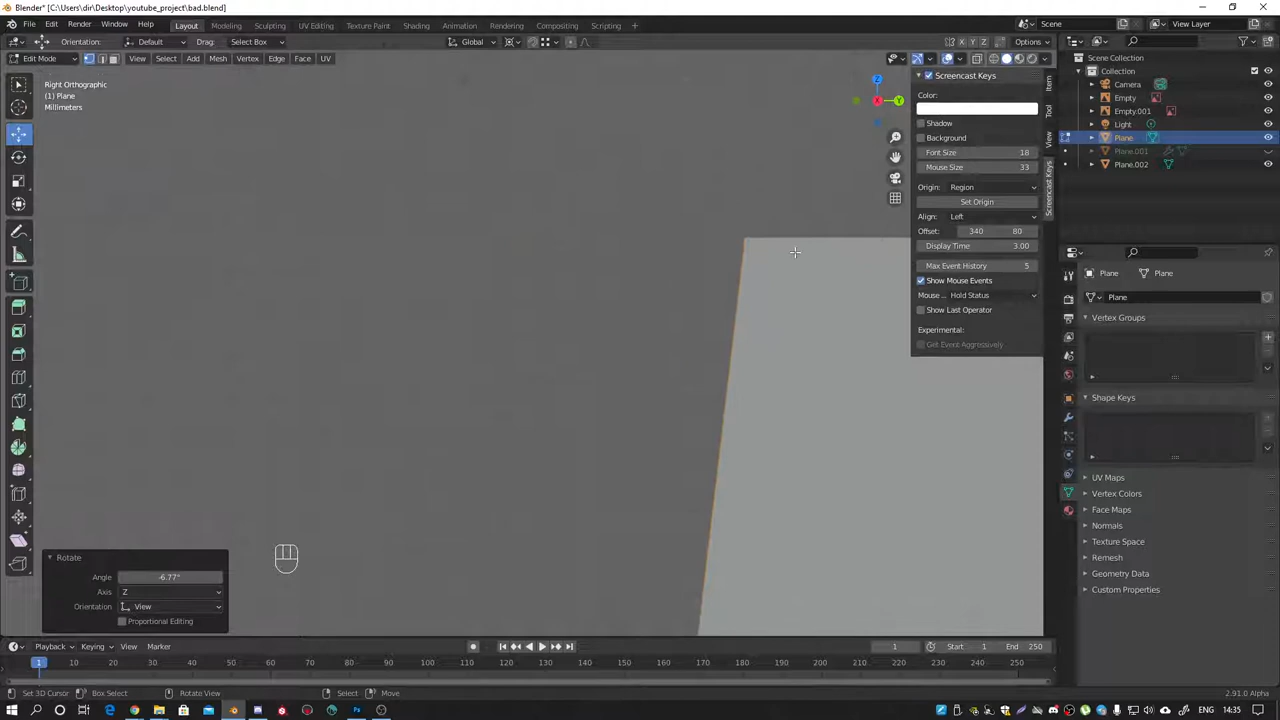 Blender* [C:\Users\dir\Desktop\youtube_project\bad.blend]
File Edit Render Window Help
Layout Modeling Sculpting UV Editing Texture Paint Shading Animation Rendering Compositing Scripting +
Scene View Layer
Orientation: Default Drag: Select Box Global X Y Z Options
Edit Mode View Select Add Mesh Vertex Edge Face UV
Right Orthographic
(1) Plane
Millimeters
Z
X
Y
Screencast Keys
Color:
Shadow
Background
Font Size 18
Mouse Size 33
Origin: Region
Set Origin
Align: Left
Offset: 340 80
Display Time 3.00
Max Event History 5
Show Mouse Events
Mouse .. Hold Status
Show Last Operator
Experimental:
Get Event Aggressively
Item
Tool
View
Screencast Keys
Scene Collection
Collection
Camera
Empty
Empty.001
Light
Plane
Plane.001
Plane.002
Plane Plane
Plane
Vertex Groups
Shape Keys
UV Maps
Vertex Colors
Face Maps
Normals
Texture Space
Remesh
Geometry Data
Custom Properties
Rotate
Angle -6.77°
Axis Z
Orientation View
Proportional Editing
Playback Keying View Marker
1 Start 1 End 250
1 10 20 30 40 50 60 70 80 90 100 110 120 130 140 150 160 170 180 190 200 210 220 230 240 250
Set 3D Cursor Box Select Rotate View Select Move
2.91.0 Alpha
ENG 14:35